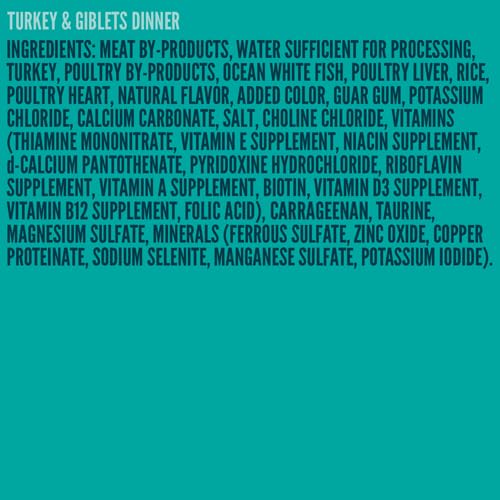 TURKEY & GIBLETS DINNER
INGREDIENTS: MEAT BY-PRODUCTS, WATER SUFFICIENT FOR PROCESSING,
TURKEY, POULTRY BY-PRODUCTS, OCEAN WHITE FISH, POULTRY LIVER, RICE,
POULTRY HEART, NATURAL FLAVOR, ADDED COLOR, GUAR GUM, POTASSIUM
CHLORIDE, CALCIUM CARBONATE, SALT, CHOLINE CHLORIDE, VITAMINS
(THIAMINE MONONITRATE, VITAMIN E SUPPLEMENT, NIACIN SUPPLEMENT,
d-CALCIUM PANTOTHENATE, PYRIDOXINE HYDROCHLORIDE, RIBOFLAVIN
SUPPLEMENT, VITAMIN A SUPPLEMENT, BIOTIN, VITAMIN D3 SUPPLEMENT,
VITAMIN B12 SUPPLEMENT, FOLIC ACID), CARRAGEENAN, TAURINE,
MAGNESIUM SULFATE, MINERALS (FERROUS SULFATE, ZINC OXIDE, COPPER
PROTEINATE, SODIUM SELENITE, MANGANESE SULFATE, POTASSIUM IODIDE).